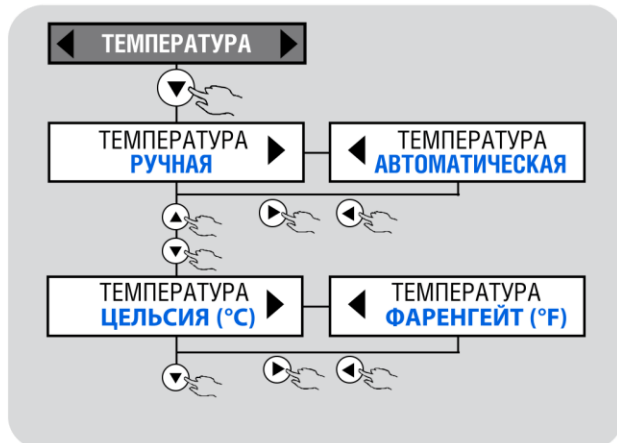 ТЕМПЕРАТУРА
ТЕМПЕРАТУРА
РУЧНАЯ
ТЕМПЕРАТУРА
АВТОМАТИЧЕСКАЯ
ТЕМПЕРАТУРА
ЦЕЛЬСИЯ (°C)
ТЕМПЕРАТУРА
ФАРЕНГЕЙТ (°F)